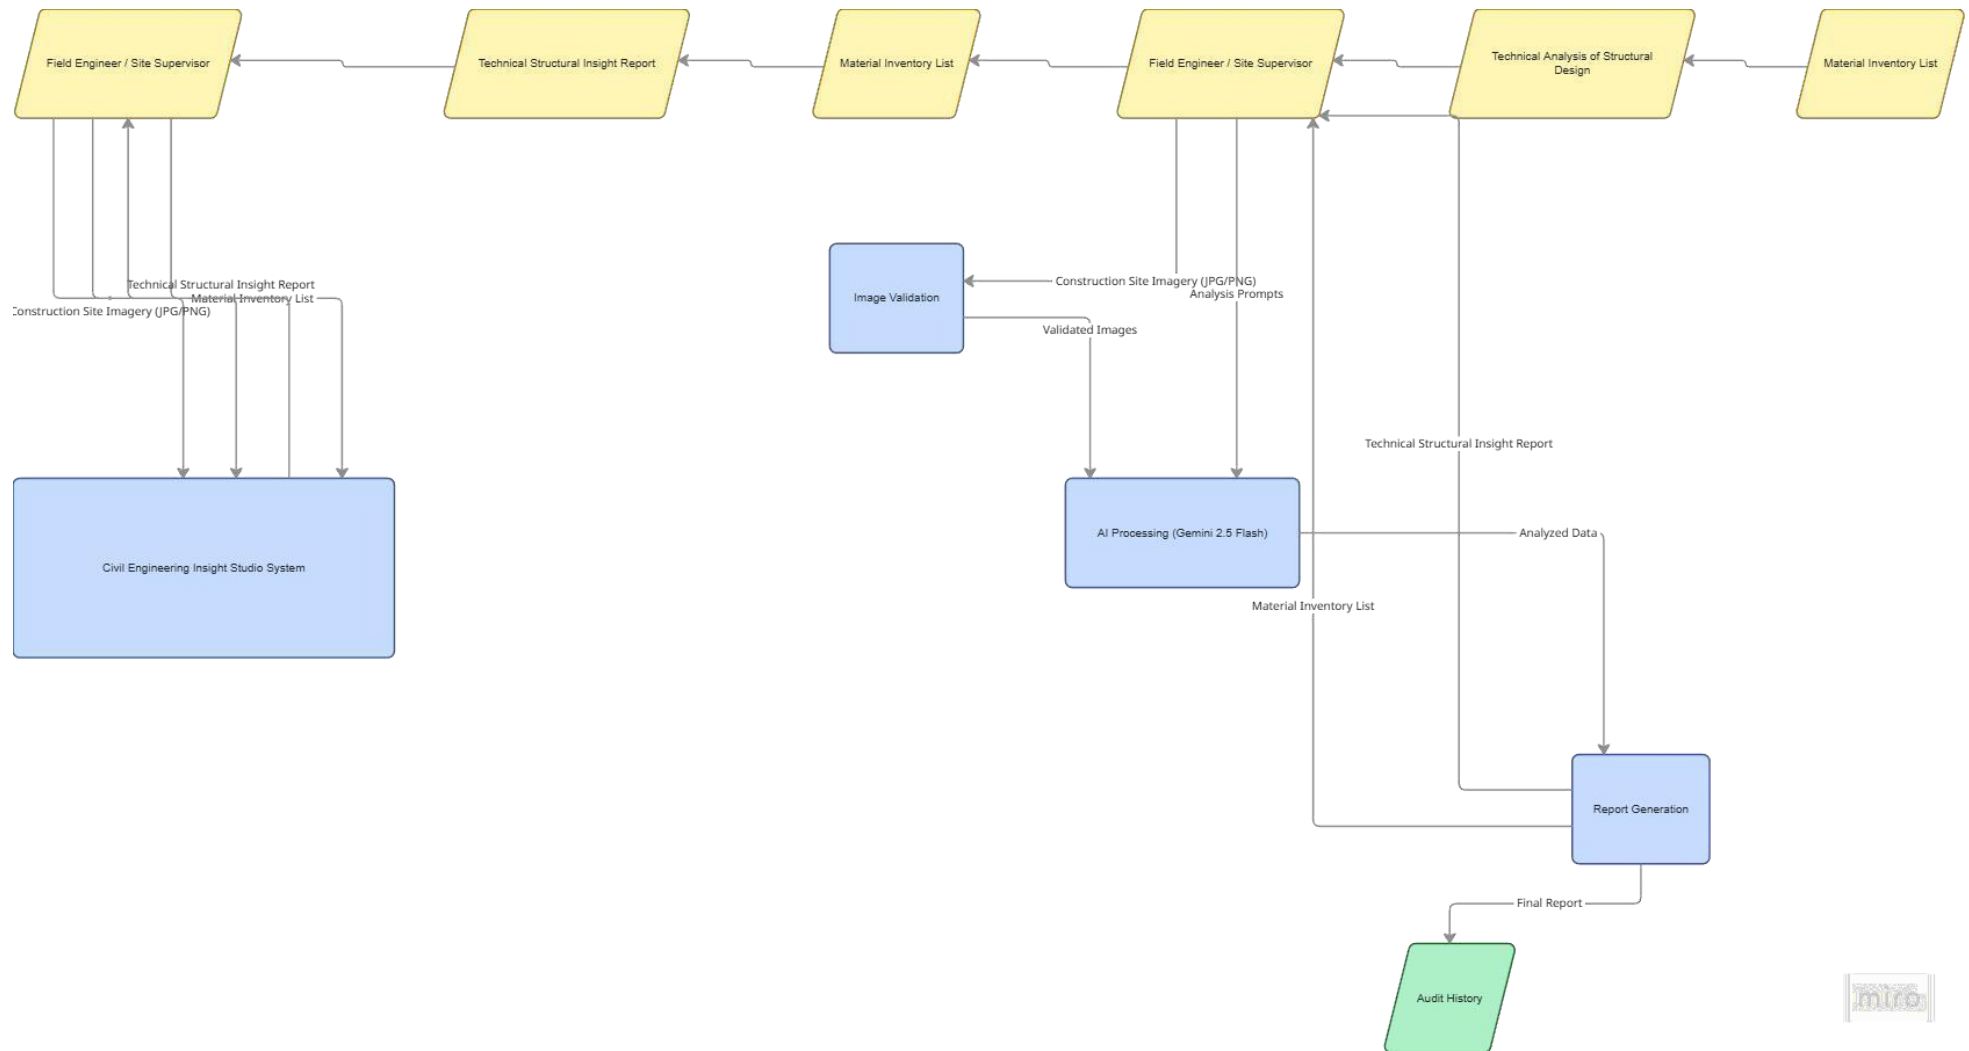 Field Engineer / Site Supervisor
Technical Structural Insight Report
Material Inventory List
Field Engineer / Site Supervisor
Technical Analysis of Structural
Design
Material Inventory List
Technical Structural Insight Report
Material Inventory List
Construction Site Imagery (JPG/PNG)
Image Validation
Construction Site Imagery (JPG/PNG)
Analysis Prompts
Validated Images
Technical Structural Insight Report
AI Processing (Gemini 2.5 Flash)
Analyzed Data
Civil Engineering Insight Studio System
Material Inventory List
Report Generation
Final Report
Audit History
miro